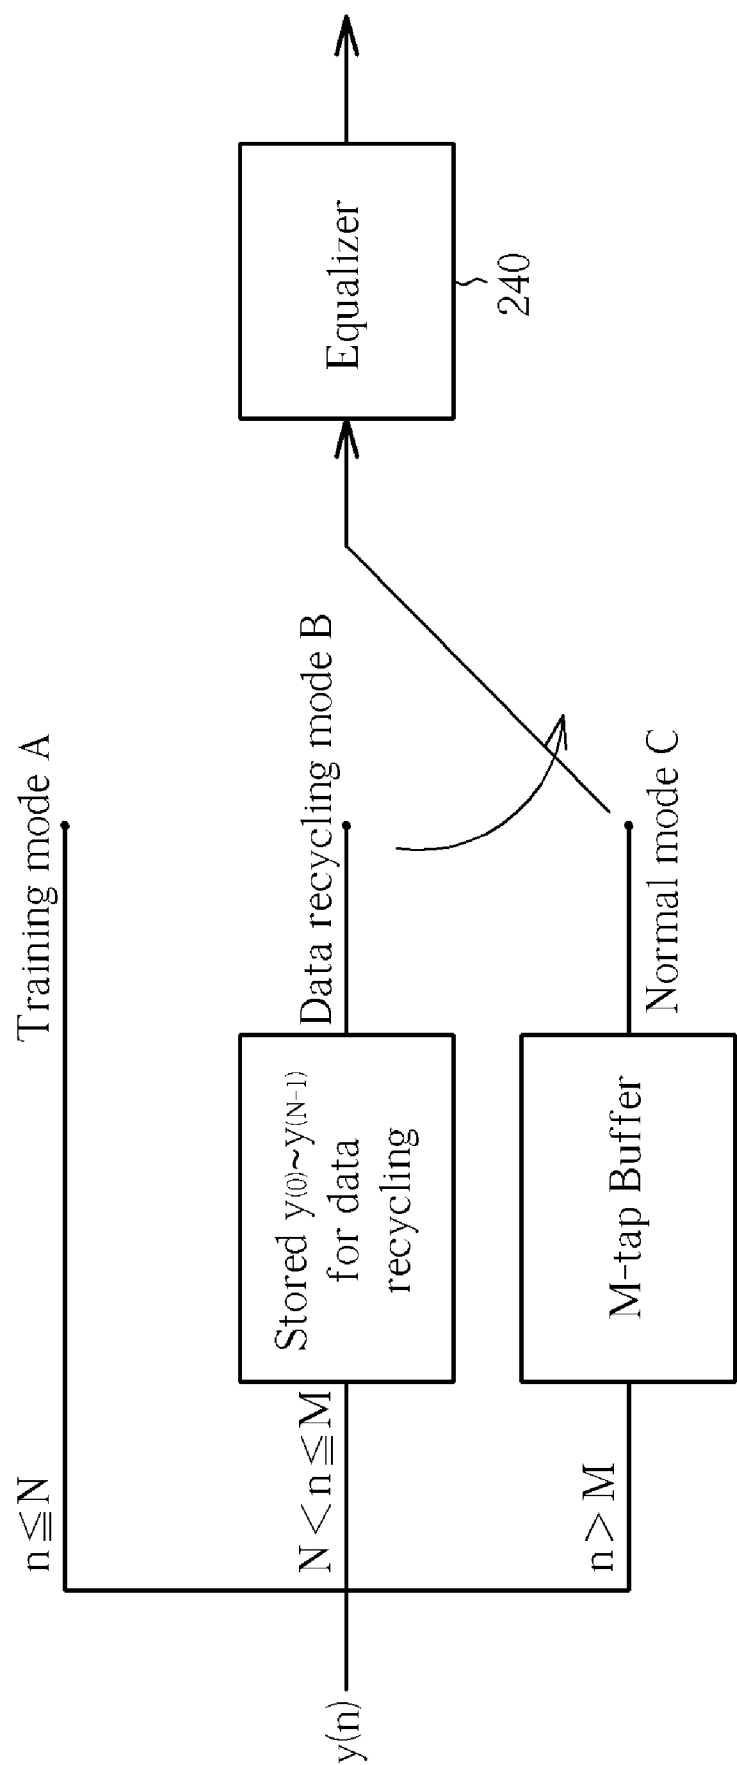 y(n)
n≦N
Training mode A
N<n≦M
Stored y(0)~y(N-1)
for data
recycling
Data recycling mode B
n>M
M-tap Buffer
Normal mode C
Equalizer
240